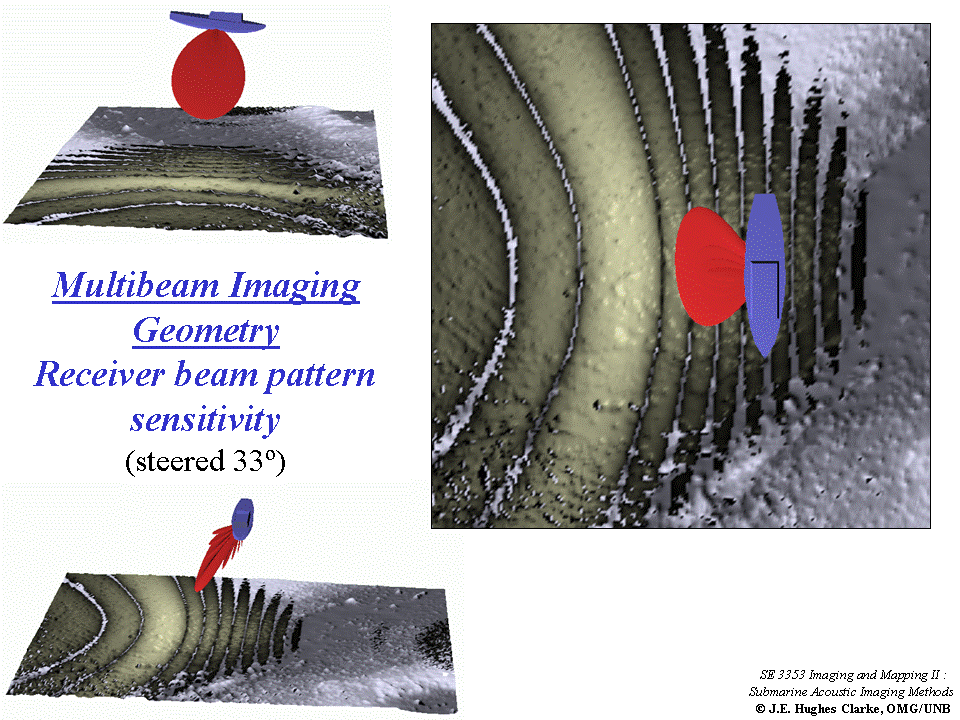 Multibeam Imaging
Geometry
Receiver beam pattern
sensitivity
(steered 33º)
SE 3353 Imaging and Mapping II :
Submarine Acoustic Imaging Methods
© J.E. Hughes Clarke, OMG/UNB